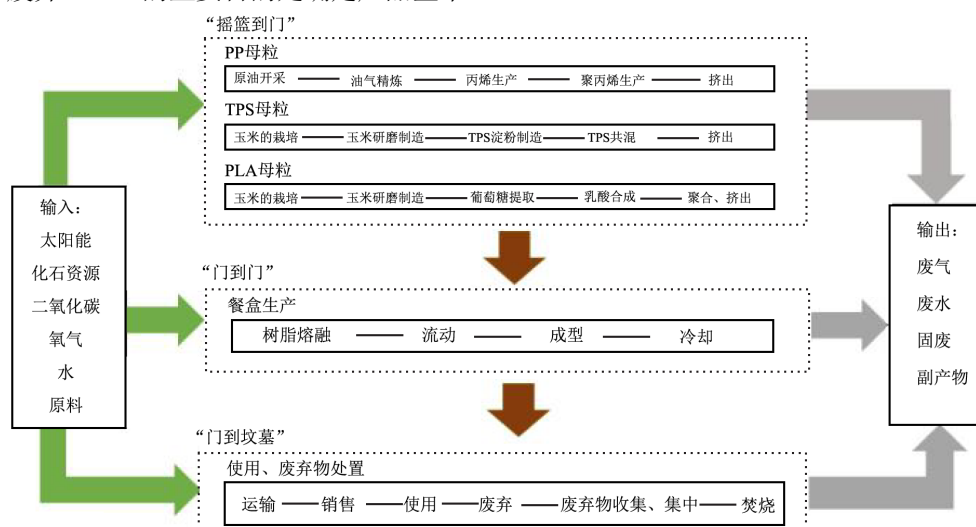 “摇篮到门”
PP母粒
原油开采 油气精炼 丙烯生产 聚丙烯生产 挤出
TPS母粒
玉米的栽培 玉米研磨制造 TPS淀粉制造 TPS共混 挤出
PLA母粒
玉米的栽培 玉米研磨制造 葡萄糖提取 乳酸合成 聚合、挤出
输入：
太阳能
化石资源
二氧化碳
氧气
水
原料
“门到门”
餐盒生产
树脂熔融 流动 成型 冷却
输出：
废气
废水
固废
副产物
“门到坟墓”
使用、废弃物处置
运输 销售 使用 废弃 废弃物收集、集中 焚烧